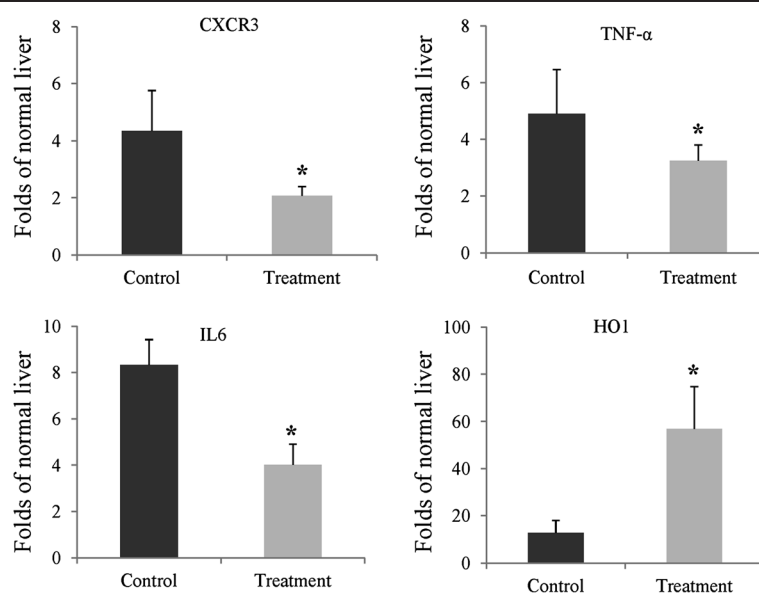 CXCR3
Folds of normal liver
8
6
4
2
0
*
Control Treatment
TNF-α
Folds of normal liver
8
6
4
2
0
*
Control Treatment
IL6
Folds of normal liver
10
8
6
4
2
0
*
Control Treatment
HO1
Folds of normal liver
100
80
60
40
20
0
*
Control Treatment